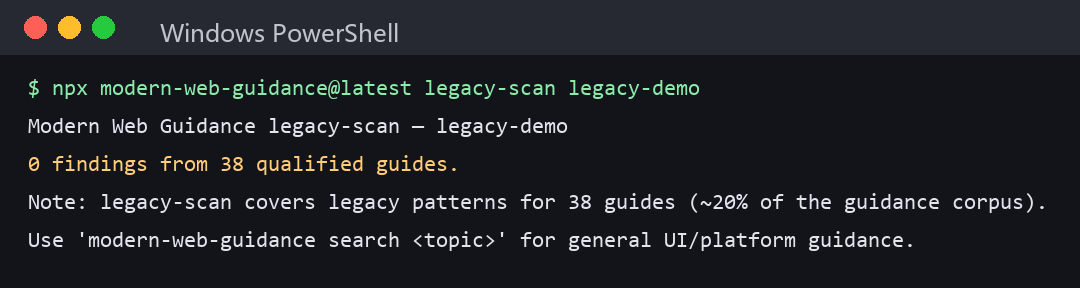 Windows PowerShell
$ npx modern-web-guidance@latest legacy-scan legacy-demo
Modern Web Guidance legacy-scan — legacy-demo
0 findings from 38 qualified guides.
Note: legacy-scan covers legacy patterns for 38 guides (~20% of the guidance corpus).
Use 'modern-web-guidance search <topic>' for general UI/platform guidance.